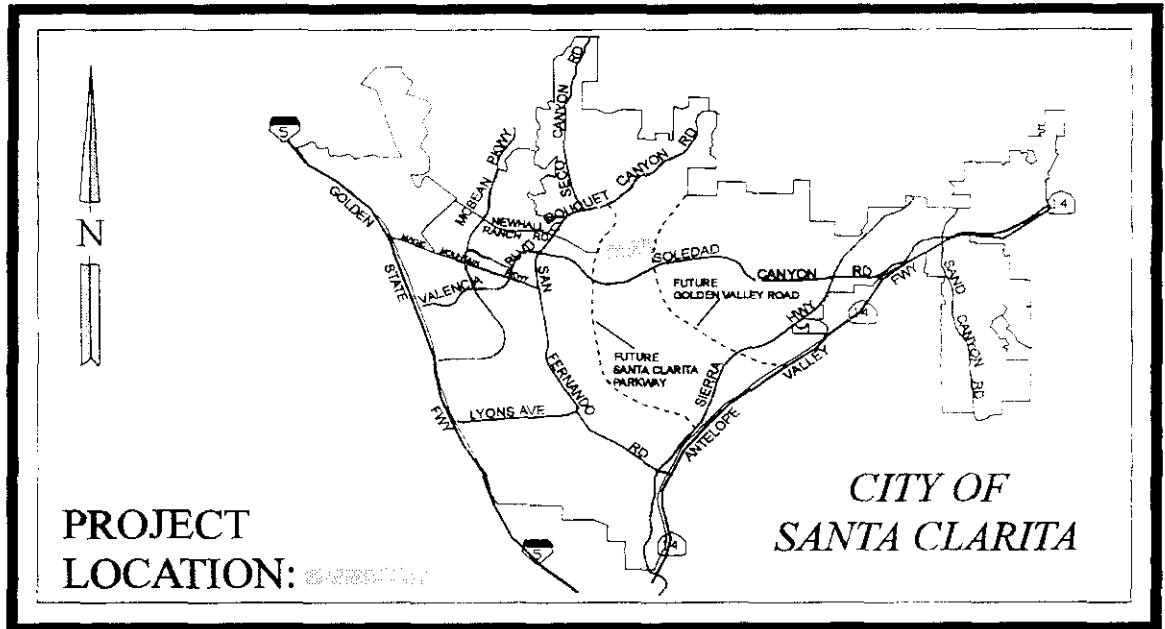 5
GOLDEN
STATE
FWY
MCBEAN PKWY
SECO CANYON RD
BOUQUET CANYON RD
NEWHALL
RANCH RD
VALENCIA BLVD
SAN FERNANDO RD
SOLEDAD CANYON RD
FUTURE
GOLDEN VALLEY ROAD
FUTURE
SANTA CLARITA
PARKWAY
SIERRA HWY
ANTELOPE VALLEY FWY
SAND CANYON RD
14
14
LYONS AVE
14
5
N
CITY OF
SANTA CLARITA
PROJECT
LOCATION: